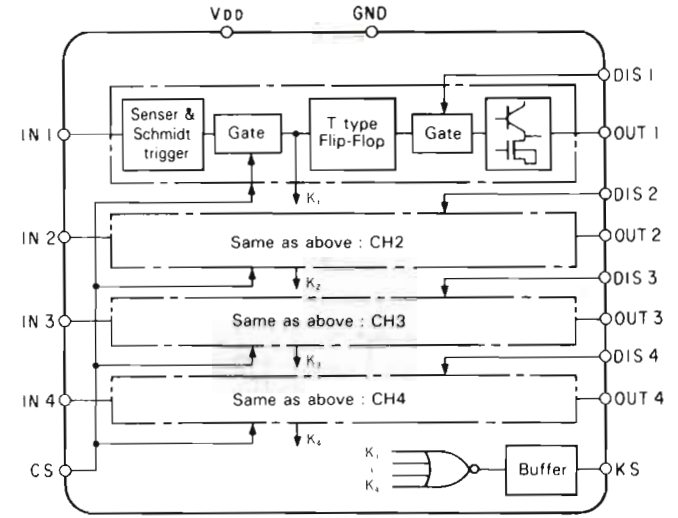 VDD GND
DIS 1
Senser &
Schmidt
trigger
Gate
T type
Flip-Flop
Gate
IN 1
OUT 1
DIS 2
K1
IN 2
Same as above : CH2
OUT 2
DIS 3
K2
IN 3
Same as above : CH3
OUT 3
DIS 4
K3
IN 4
Same as above : CH4
OUT 4
K4
K1
K4
CS
Buffer
KS